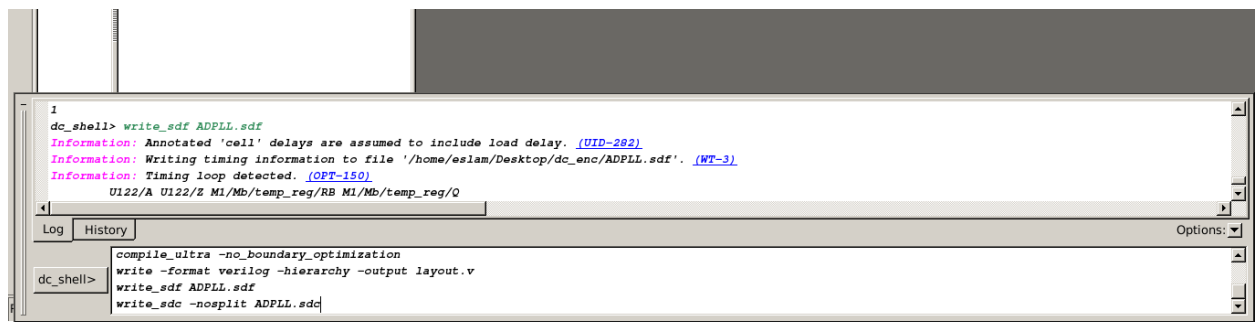 1
dc_shell> write_sdf ADPLL.sdf
Information: Annotated 'cell' delays are assumed to include load delay. (UID-282)
Information: Writing timing information to file '/home/eslam/Desktop/dc_enc/ADPLL.sdf'. (WT-3)
Information: Timing loop detected. (OPT-150)
U122/A U122/Z M1/Mb/temp_reg/RB M1/Mb/temp_reg/Q
Log History Options:
compile_ultra -no_boundary_optimization
dc_shell> write -format verilog -hierarchy -output layout.v
write_sdf ADPLL.sdf
write_sdc -nosplit ADPLL.sdc